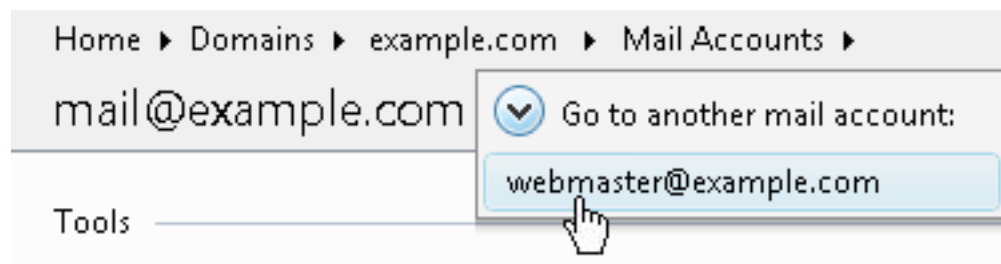 Home ▶ Domains ▶ example.com ▶ Mail Accounts ▶
mail@example.com
Go to another mail account:
webmaster@example.com
Tools